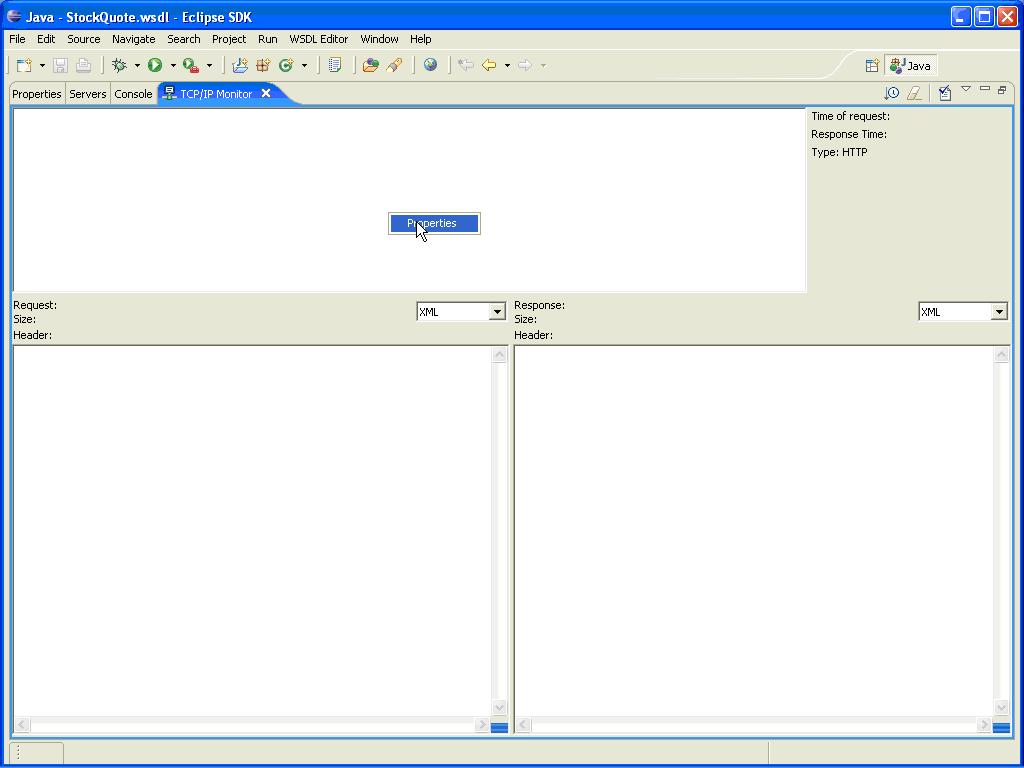 Java - StockQuote.wsdl - Eclipse SDK
File Edit Source Navigate Search Project Run WSDL Editor Window Help
Java
Properties Servers Console TCP/IP Monitor
Time of request:
Response Time:
Type: HTTP
Properties
Request:
Size:
XML
Header:
Response:
Size:
XML
Header: